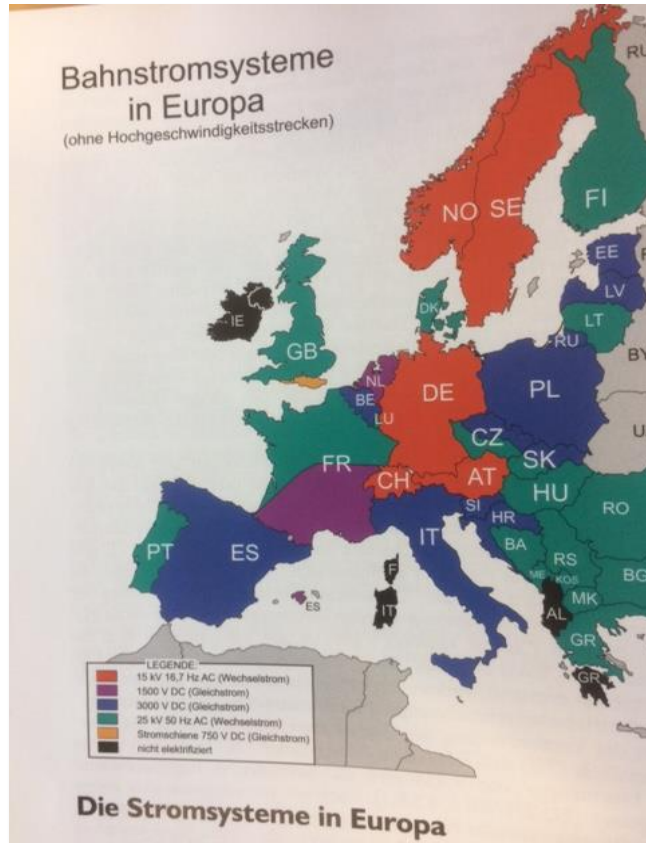 Bahnstromsysteme
in Europa
(ohne Hochgeschwindigkeitsstrecken)
RU
NO SE
FI
EE
LV
IE
DK
LT
GB
RU
BY
NL
DE
PL
BE
LU
CZ
FR
SK
CH
AT
HU
SI
HR
RO
IT
PT
ES
BA
RS
ME
KOS
BG
F
MK
ES
IT
AL
GR
GR
LEGENDE:
15 kV 16,7 Hz AC (Wechselstrom)
1500 V DC (Gleichstrom)
3000 V DC (Gleichstrom)
25 kV 50 Hz AC (Wechselstrom)
Stromschiene 750 V DC (Gleichstrom)
nicht elektrifiziert
Die Stromsysteme in Europa